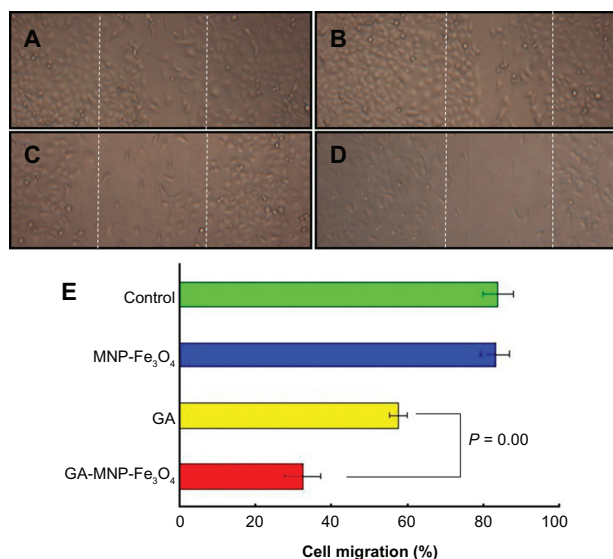 A
B
C
D
E
Control
MNP-Fe₃O₄
GA
GA-MNP-Fe₃O₄
P = 0.00
0 20 40 60 80 100
Cell migration (%)